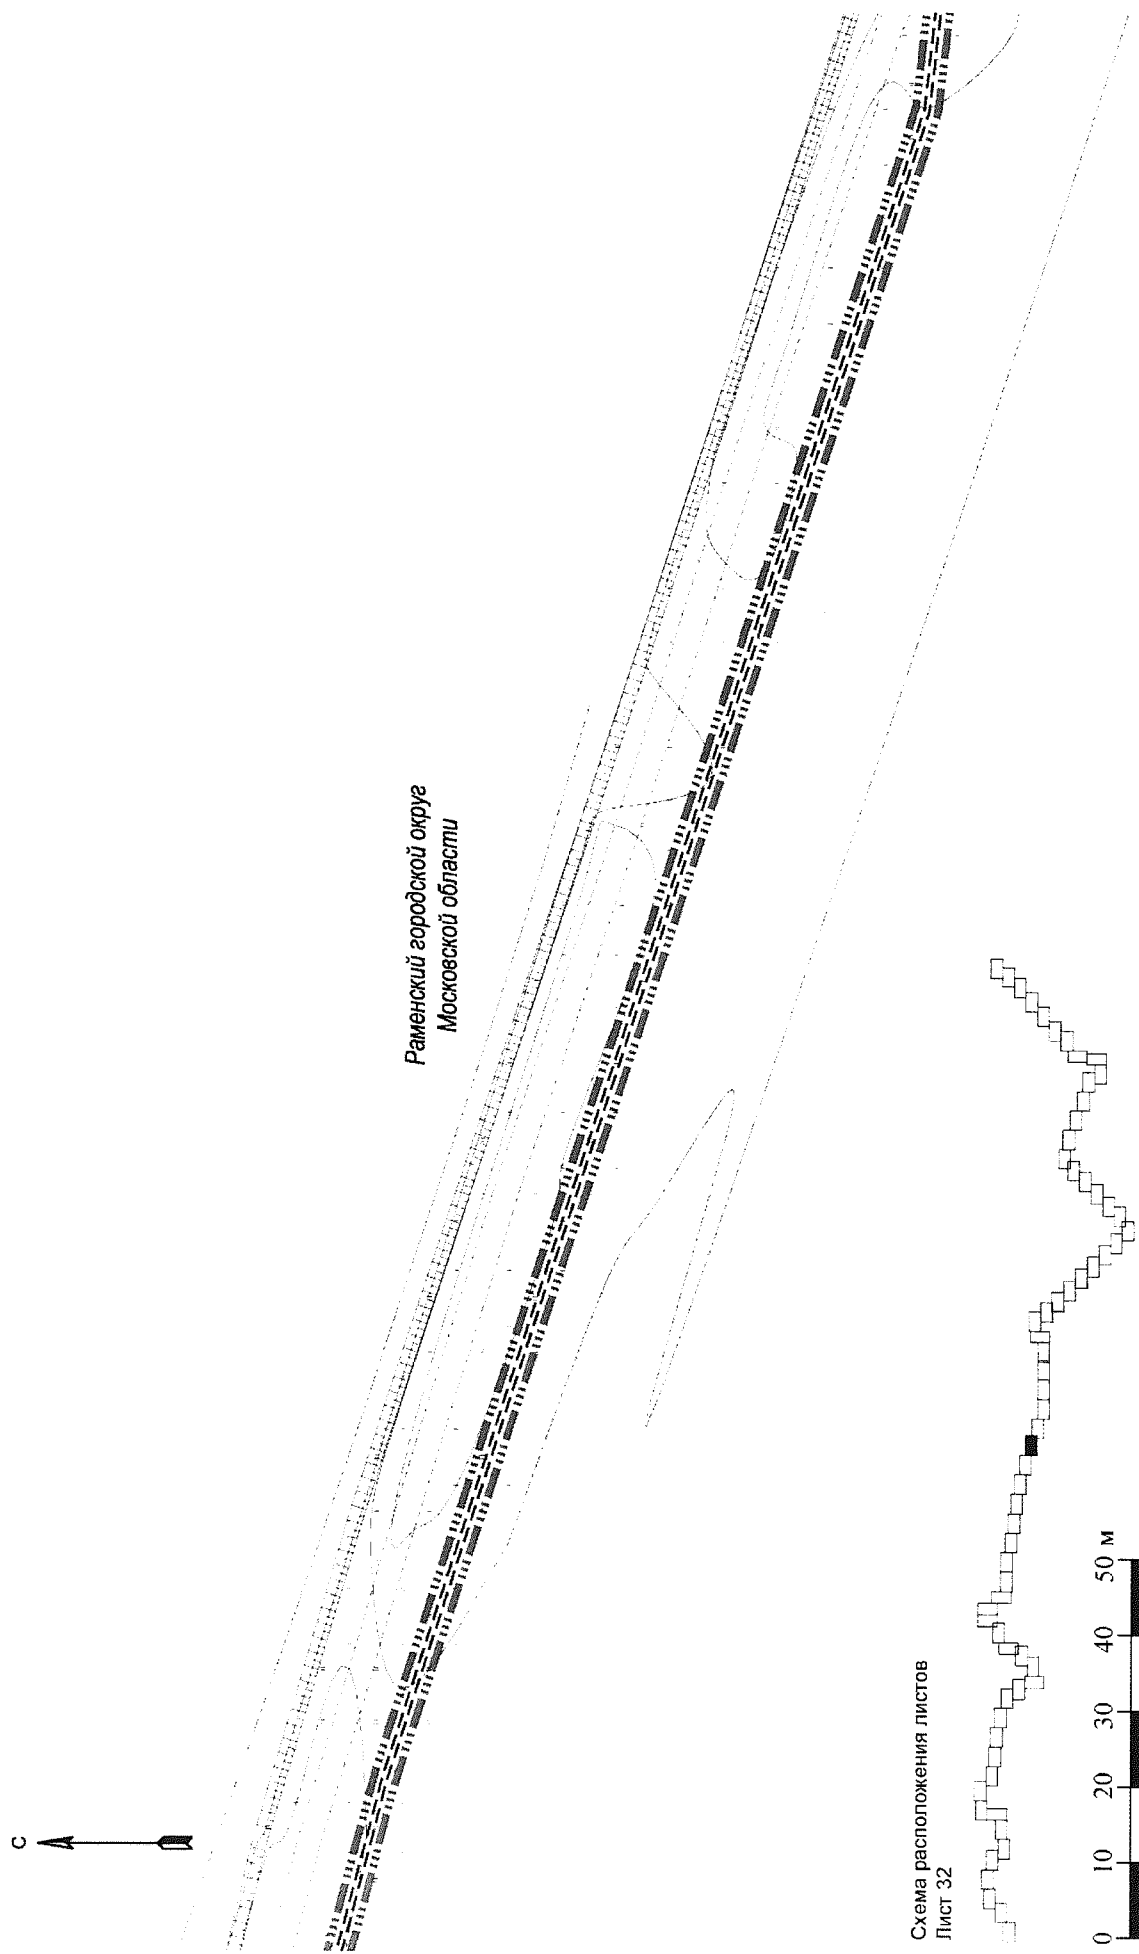 С
Раменский городской округ
Московской области
Схема расположения листов
Лист 32
0 10 20 30 40 50 м